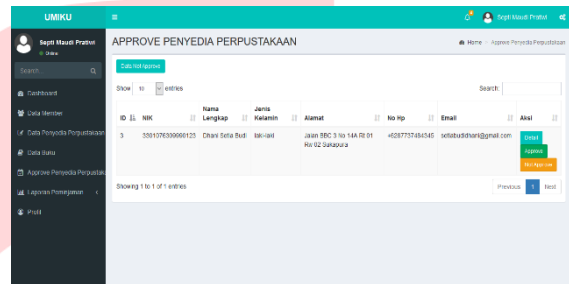 UMIKU
Septi Maudi Pratiwi
Septi Maudi Pratiwi
Online
Search...
Dashboard
Data Member
Data Penyedia Perpustakaan
Data Buku
Approve Penyedia Perpustak
Laporan Peminjaman
Profil
APPROVE PENYEDIA PERPUSTAKAAN
Home > Approve Penyedia Perpustakaan
Data Not Approve
Show 10 entries
Search:
ID NIK Nama Lengkap Jenis Kelamin Alamat No Hp Email Aksi
3 Dhani Setia Budi laki-laki Jalan BBC 3 No 14A Rt 01 Rw 02 Sukapura +6287737484345 setiabudidhani@gmail.com Detail
Approve
Not Approve
Showing 1 to 1 of 1 entries
Previous 1 Next